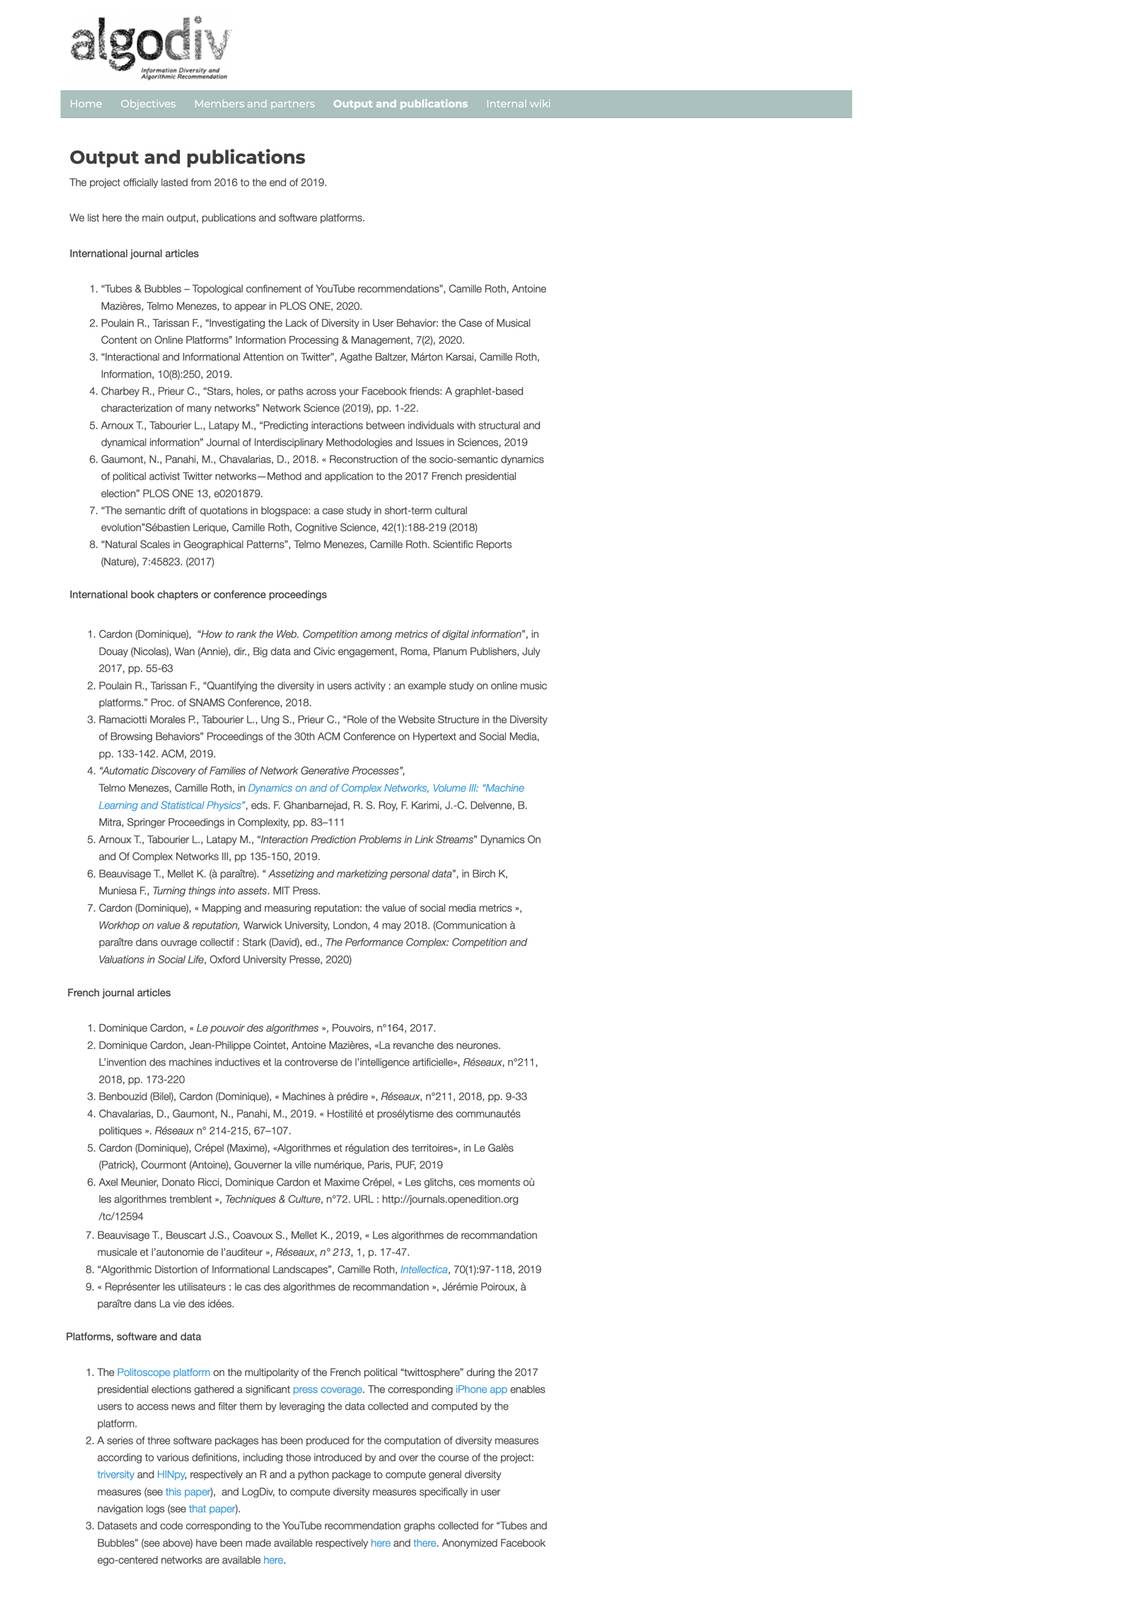 algodiv
Information Diversity and
Algorithmic Recommendation
Home Objectives Members and partners Output and publications Internal wiki
Output and publications
The project officially lasted from 2016 to the end of 2019.
We list here the main output, publications and software platforms.
International journal articles
1. “Tubes & Bubbles – Topological confinement of YouTube recommendations”, Camille Roth, Antoine
Mazières, Telmo Menezes, to appear in PLOS ONE, 2020.
2. Poulain R., Tarissan F., “Investigating the Lack of Diversity in User Behavior: the Case of Musical
Content on Online Platforms” Information Processing & Management, 7(2), 2020.
3. “Interactional and Informational Attention on Twitter”, Agathe Baltzer, Márton Karsai, Camille Roth,
Information, 10(8):250, 2019.
4. Charbey R., Prieur C., “Stars, holes, or paths across your Facebook friends: A graphlet-based
characterization of many networks” Network Science (2019), pp. 1-22.
5. Arnoux T., Tabourier L., Latapy M., “Predicting interactions between individuals with structural and
dynamical information” Journal of Interdisciplinary Methodologies and Issues in Sciences, 2019
6. Gaumont, N., Panahi, M., Chavalarias, D., 2018. « Reconstruction of the socio-semantic dynamics
of political activist Twitter networks—Method and application to the 2017 French presidential
election” PLOS ONE 13, e0201879.
7. “The semantic drift of quotations in blogspace: a case study in short-term cultural
evolution”Sébastien Lerique, Camille Roth, Cognitive Science, 42(1):188-219 (2018)
8. “Natural Scales in Geographical Patterns”, Telmo Menezes, Camille Roth. Scientific Reports
(Nature), 7:45823. (2017)
International book chapters or conference proceedings
1. Cardon (Dominique), “How to rank the Web. Competition among metrics of digital information”, in
Douay (Nicolas), Wan (Annie), dir., Big data and Civic engagement, Roma, Planum Publishers, July
2017, pp. 55-63
2. Poulain R., Tarissan F., “Quantifying the diversity in users activity : an example study on online music
platforms.” Proc. of SNAMS Conference, 2018.
3. Ramaciotti Morales P., Tabourier L., Ung S., Prieur C., “Role of the Website Structure in the Diversity
of Browsing Behaviors” Proceedings of the 30th ACM Conference on Hypertext and Social Media,
pp. 133-142. ACM, 2019.
4. “Automatic Discovery of Families of Network Generative Processes”,
Telmo Menezes, Camille Roth, in Dynamics on and of Complex Networks, Volume III: “Machine
Learning and Statistical Physics”, eds. F. Ghanbarnejad, R. S. Roy, F. Karimi, J.-C. Delvenne, B.
Mitra, Springer Proceedings in Complexity, pp. 83–111
5. Arnoux T., Tabourier L., Latapy M., “Interaction Prediction Problems in Link Streams” Dynamics On
and Of Complex Networks III, pp 135-150, 2019.
6. Beauvisage T., Mellet K. (à paraître). “ Assetizing and marketizing personal data”, in Birch K,
Muniesa F., Turning things into assets. MIT Press.
7. Cardon (Dominique), « Mapping and measuring reputation: the value of social media metrics »,
Workhop on value & reputation, Warwick University, London, 4 may 2018. (Communication à
paraître dans ouvrage collectif : Stark (David), ed., The Performance Complex: Competition and
Valuations in Social Life, Oxford University Presse, 2020)
French journal articles
1. Dominique Cardon, « Le pouvoir des algorithmes », Pouvoirs, n°164, 2017.
2. Dominique Cardon, Jean-Philippe Cointet, Antoine Mazières, «La revanche des neurones.
L’invention des machines inductives et la controverse de l’intelligence artificielle», Réseaux, n°211,
2018, pp. 173-220
3. Benbouzid (Bilel), Cardon (Dominique), « Machines à prédire », Réseaux, n°211, 2018, pp. 9-33
4. Chavalarias, D., Gaumont, N., Panahi, M., 2019. « Hostilité et prosélytisme des communautés
politiques ». Réseaux n° 214-215, 67–107.
5. Cardon (Dominique), Crépel (Maxime), «Algorithmes et régulation des territoires», in Le Galès
(Patrick), Courmont (Antoine), Gouverner la ville numérique, Paris, PUF, 2019
6. Axel Meunier, Donato Ricci, Dominique Cardon et Maxime Crépel, « Les glitchs, ces moments où
les algorithmes tremblent », Techniques & Culture, n°72. URL : http://journals.openedition.org
/tc/12594
7. Beauvisage T., Beuscart J.S., Coavoux S., Mellet K., 2019, « Les algorithmes de recommandation
musicale et l’autonomie de l’auditeur », Réseaux, n° 213, 1, p. 17-47.
8. “Algorithmic Distortion of Informational Landscapes”, Camille Roth, Intellectica, 70(1):97-118, 2019
9. « Représenter les utilisateurs : le cas des algorithmes de recommandation », Jérémie Poiroux, à
paraître dans La vie des idées.
Platforms, software and data
1. The Politoscope platform on the multipolarity of the French political “twittosphere” during the 2017
presidential elections gathered a significant press coverage. The corresponding iPhone app enables
users to access news and filter them by leveraging the data collected and computed by the
platform.
2. A series of three software packages has been produced for the computation of diversity measures
according to various definitions, including those introduced by and over the course of the project:
triversity and HINpy, respectively an R and a python package to compute general diversity
measures (see this paper), and LogDiv, to compute diversity measures specifically in user
navigation logs (see that paper).
3. Datasets and code corresponding to the YouTube recommendation graphs collected for “Tubes and
Bubbles” (see above) have been made available respectively here and there. Anonymized Facebook
ego-centered networks are available here.